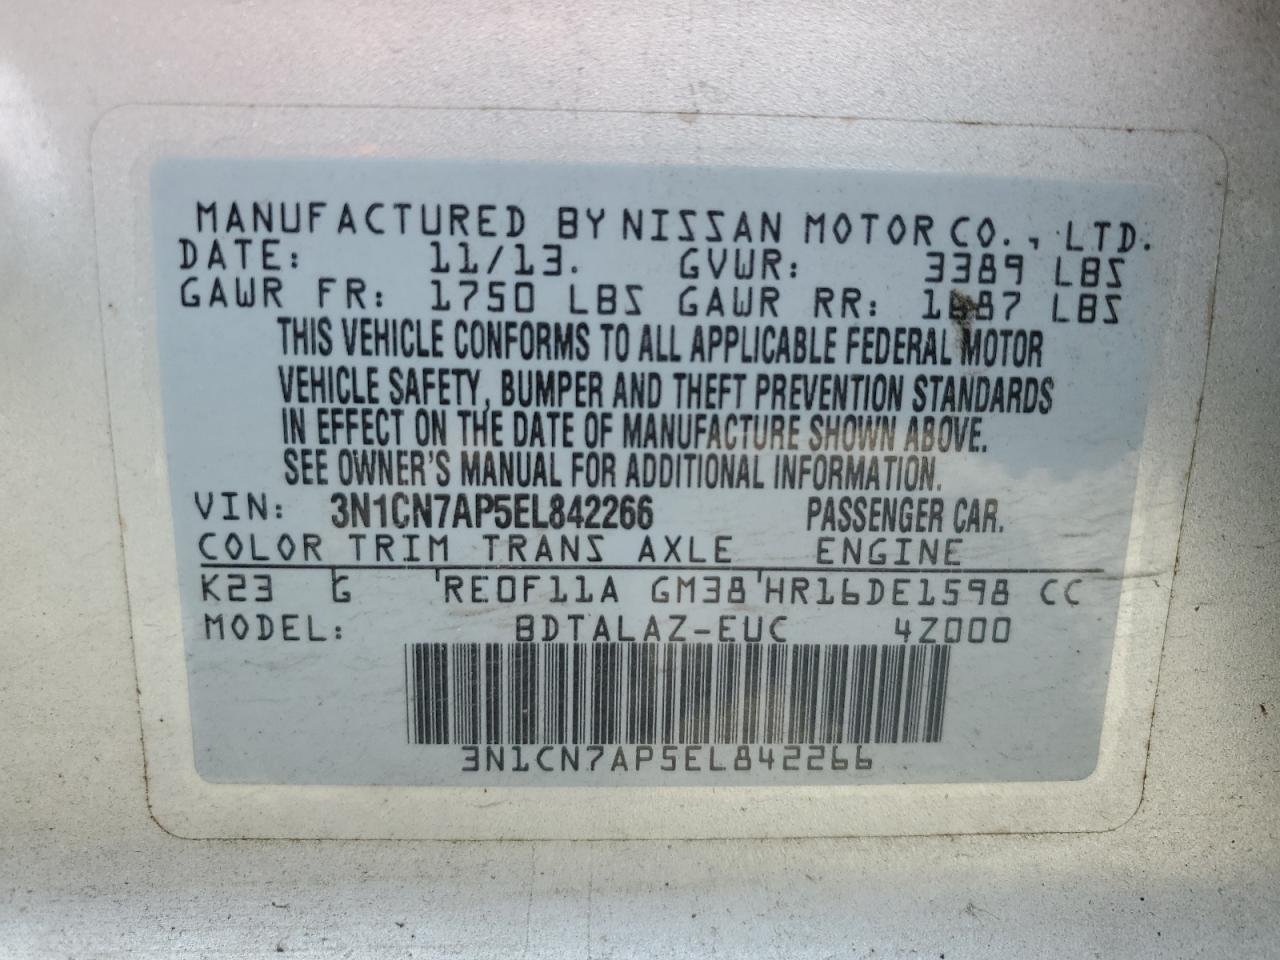 MANUFACTURED BY NISSAN MOTOR CO., LTD.
DATE: 11/13. GVWR: 3389 LBS
GAWR FR: 1750 LBS GAWR RR: 1687 LBS
THIS VEHICLE CONFORMS TO ALL APPLICABLE FEDERAL MOTOR
VEHICLE SAFETY, BUMPER AND THEFT PREVENTION STANDARDS
IN EFFECT ON THE DATE OF MANUFACTURE SHOWN ABOVE.
SEE OWNER'S MANUAL FOR ADDITIONAL INFORMATION.
VIN: 3N1CN7AP5EL842266 PASSENGER CAR.
COLOR TRIM TRANS AXLE ENGINE
K23 G RE0F11A GM38 HR16DE1598 CC
MODEL: BDTALAZ-EUC 4Z000
3N1CN7AP5EL842266